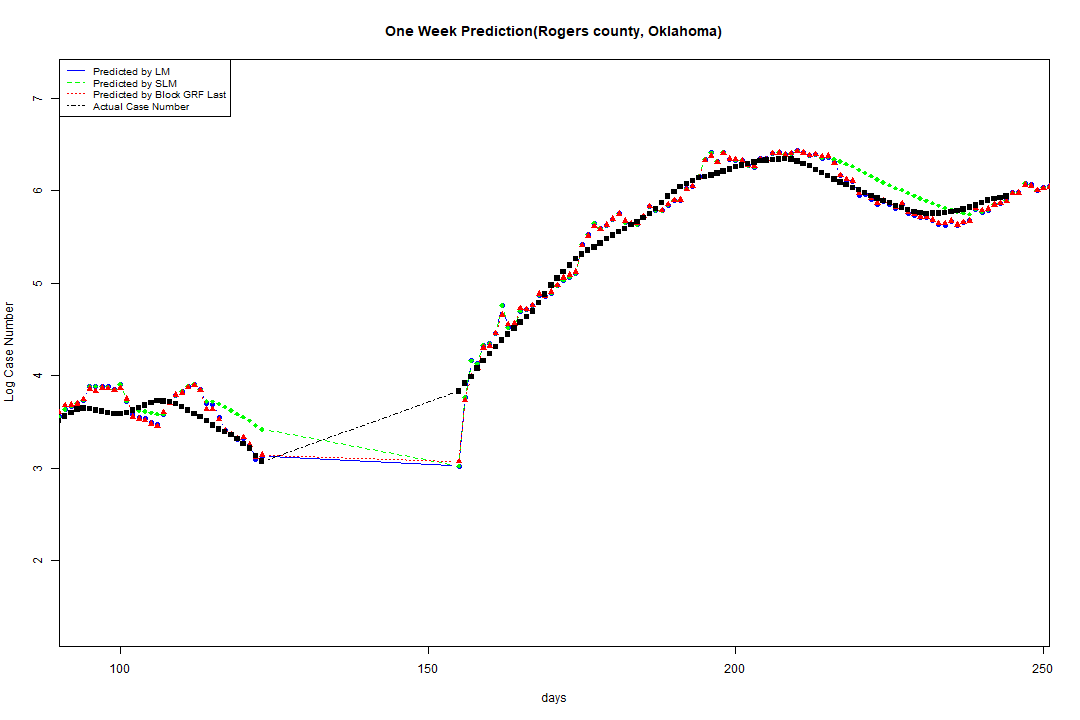 One Week Prediction(Rogers county, Oklahoma)
Predicted by LM
Predicted by SLM
Predicted by Block GRF Last
Actual Case Number
7
6
5
4
3
2
Log Case Number
100
150
200
250
days